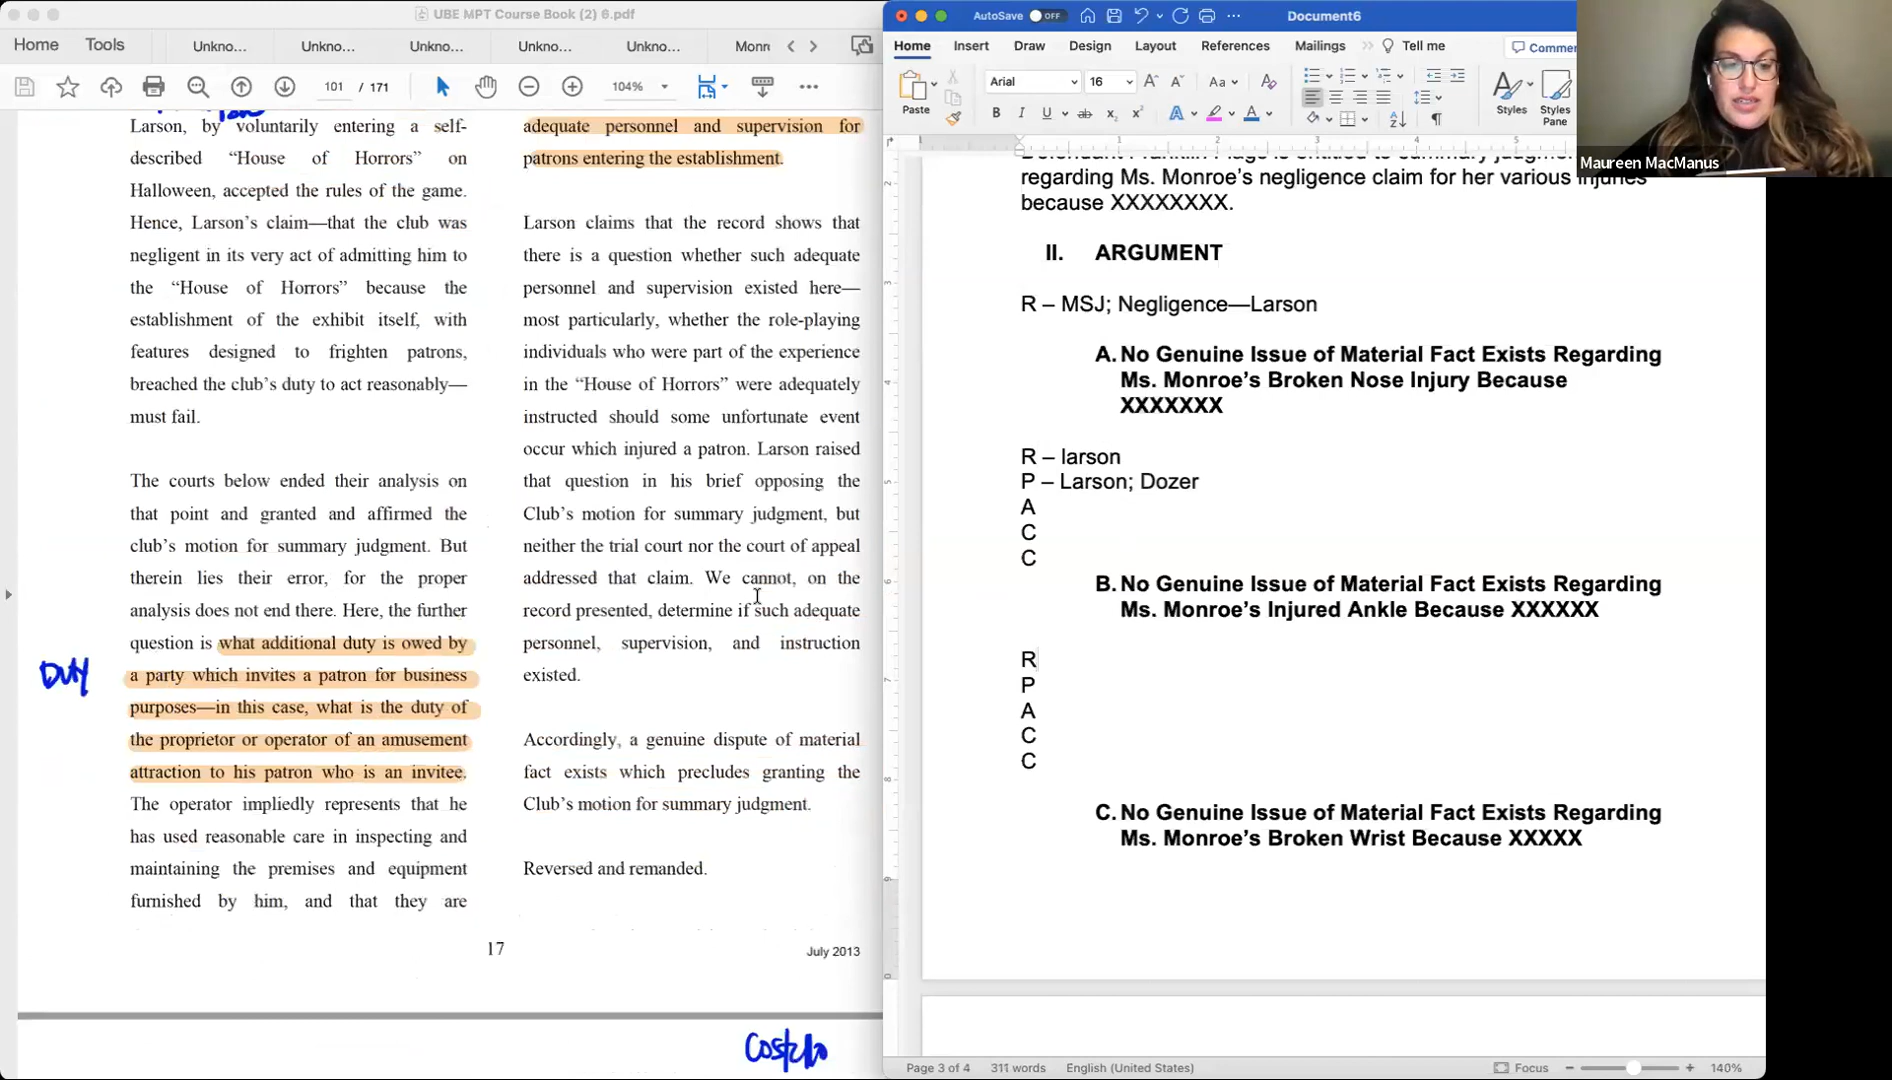 UBE MPT Course Book (2) 6.pdf
Home Tools Unkno... Unkno... Unkno... Unkno... Unkno... Monr
101 / 171 104%
Larson, by voluntarily entering a self-
described “House of Horrors” on
Halloween, accepted the rules of the game.
Hence, Larson’s claim—that the club was
negligent in its very act of admitting him to
the “House of Horrors” because the
establishment of the exhibit itself, with
features designed to frighten patrons,
breached the club’s duty to act reasonably—
must fail.
The courts below ended their analysis on
that point and granted and affirmed the
club’s motion for summary judgment. But
therein lies their error, for the proper
analysis does not end there. Here, the further
question is what additional duty is owed by
a party which invites a patron for business
purposes—in this case, what is the duty of
the proprietor or operator of an amusement
attraction to his patron who is an invitee.
The operator impliedly represents that he
has used reasonable care in inspecting and
maintaining the premises and equipment
furnished by him, and that they are
Duty
adequate personnel and supervision for
patrons entering the establishment.
Larson claims that the record shows that
there is a question whether such adequate
personnel and supervision existed here—
most particularly, whether the role-playing
individuals who were part of the experience
in the “House of Horrors” were adequately
instructed should some unfortunate event
occur which injured a patron. Larson raised
that question in his brief opposing the
Club’s motion for summary judgment, but
neither the trial court nor the court of appeal
addressed that claim. We cannot, on the
record presented, determine if such adequate
personnel, supervision, and instruction
existed.
Accordingly, a genuine dispute of material
fact exists which precludes granting the
Club’s motion for summary judgment.
Reversed and remanded.
17
July 2013
Costello
AutoSave OFF Document6
Home Insert Draw Design Layout References Mailings Tell me Comme
Paste Arial 16 Aa Styles Styles Pane
B I U ab x x A A
regarding Ms. Monroe’s negligence claim for her various injuries
because XXXXXXXX.
II. ARGUMENT
R – MSJ; Negligence—Larson
A. No Genuine Issue of Material Fact Exists Regarding
Ms. Monroe’s Broken Nose Injury Because
XXXXXXX
R – larson
P – Larson; Dozer
A
C
C
B. No Genuine Issue of Material Fact Exists Regarding
Ms. Monroe’s Injured Ankle Because XXXXXX
R
P
A
C
C
C. No Genuine Issue of Material Fact Exists Regarding
Ms. Monroe’s Broken Wrist Because XXXXX
Page 3 of 4 311 words English (United States) Focus 140%
Maureen MacManus